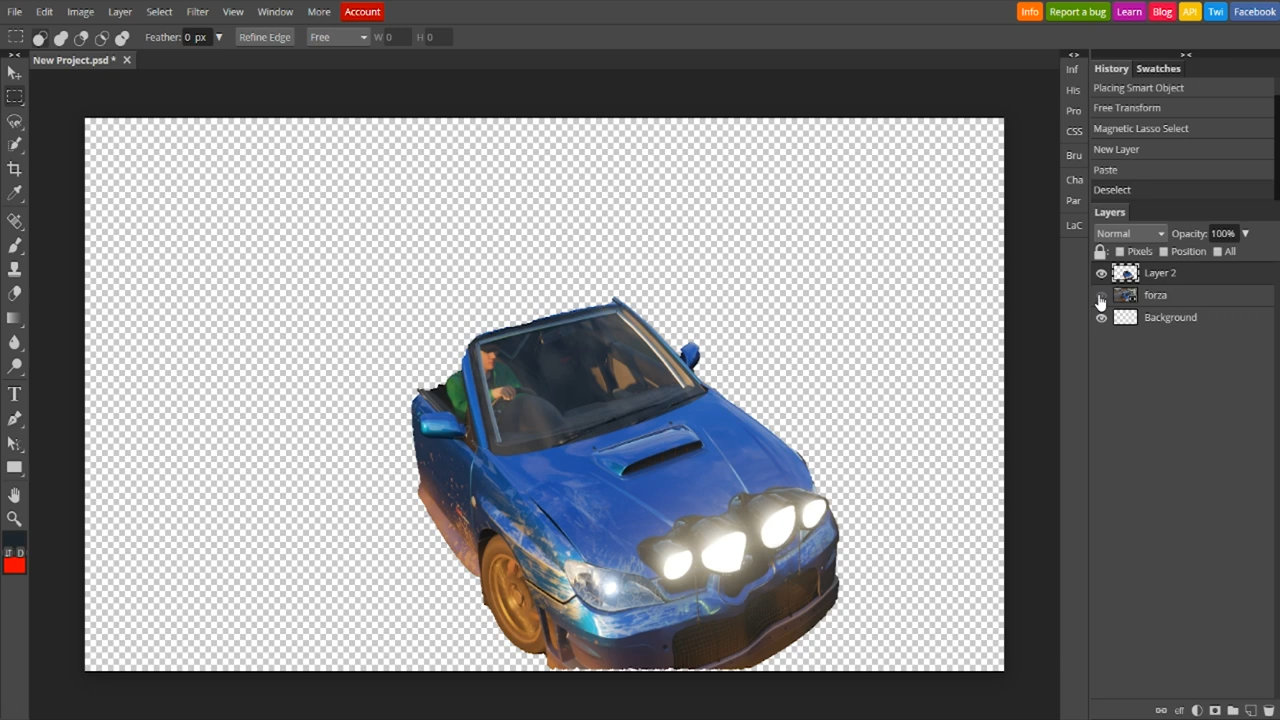 File Edit Image Layer Select Filter View Window More Account Info Report a bug Learn Blog API Twi Facebook
Feather: 0 px Refine Edge Free W 0 H 0
New Project.psd *
Inf
His
Pro
CSS
Bru
Cha
Par
LaC
History Swatches
Placing Smart Object
Free Transform
Magnetic Lasso Select
New Layer
Paste
Deselect
Layers
Normal Opacity: 100%
: Pixels Position All
Layer 2
forza
Background
T
D
eff